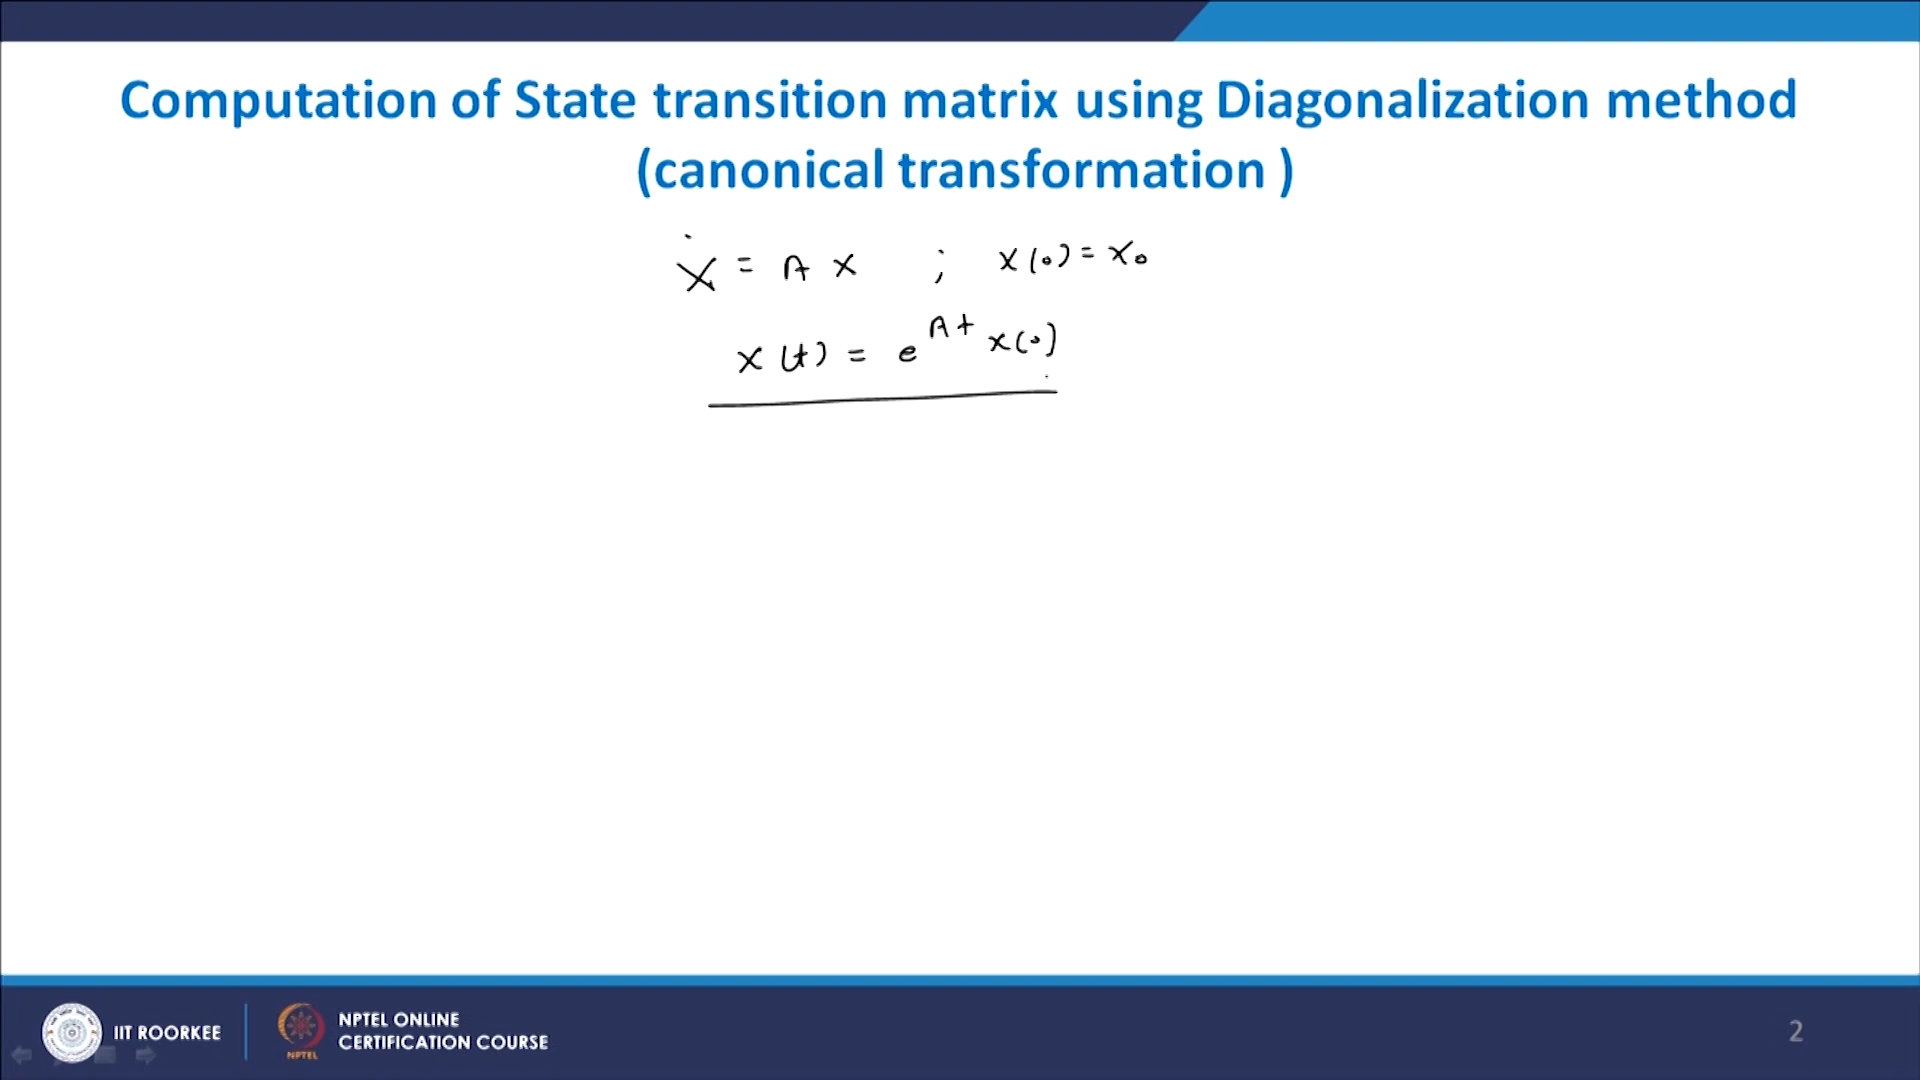 Computation of State transition matrix using Diagonalization method
(canonical transformation )
Ẋ = A X ; X(0) = X₀
X(t) = e^{At} X(0)
IIT ROORKEE
NPTEL
NPTEL ONLINE
CERTIFICATION COURSE
2